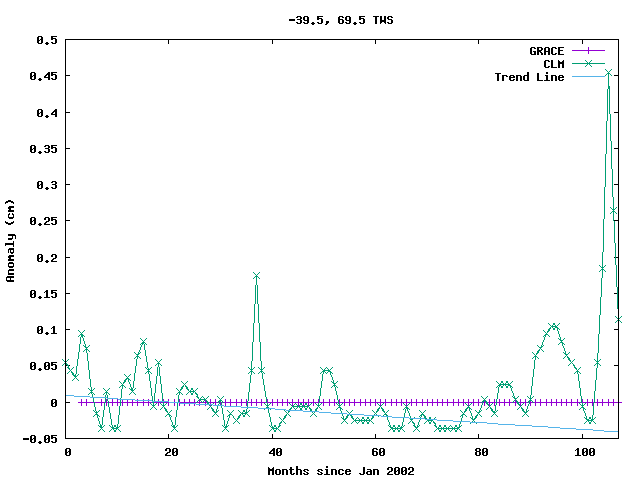 -39.5, 69.5 TWS
GRACE
CLM
Trend Line
0.5
0.45
0.4
0.35
0.3
0.25
0.2
0.15
0.1
0.05
0
-0.05
Anomaly (cm)
0 20 40 60 80 100
Months since Jan 2002